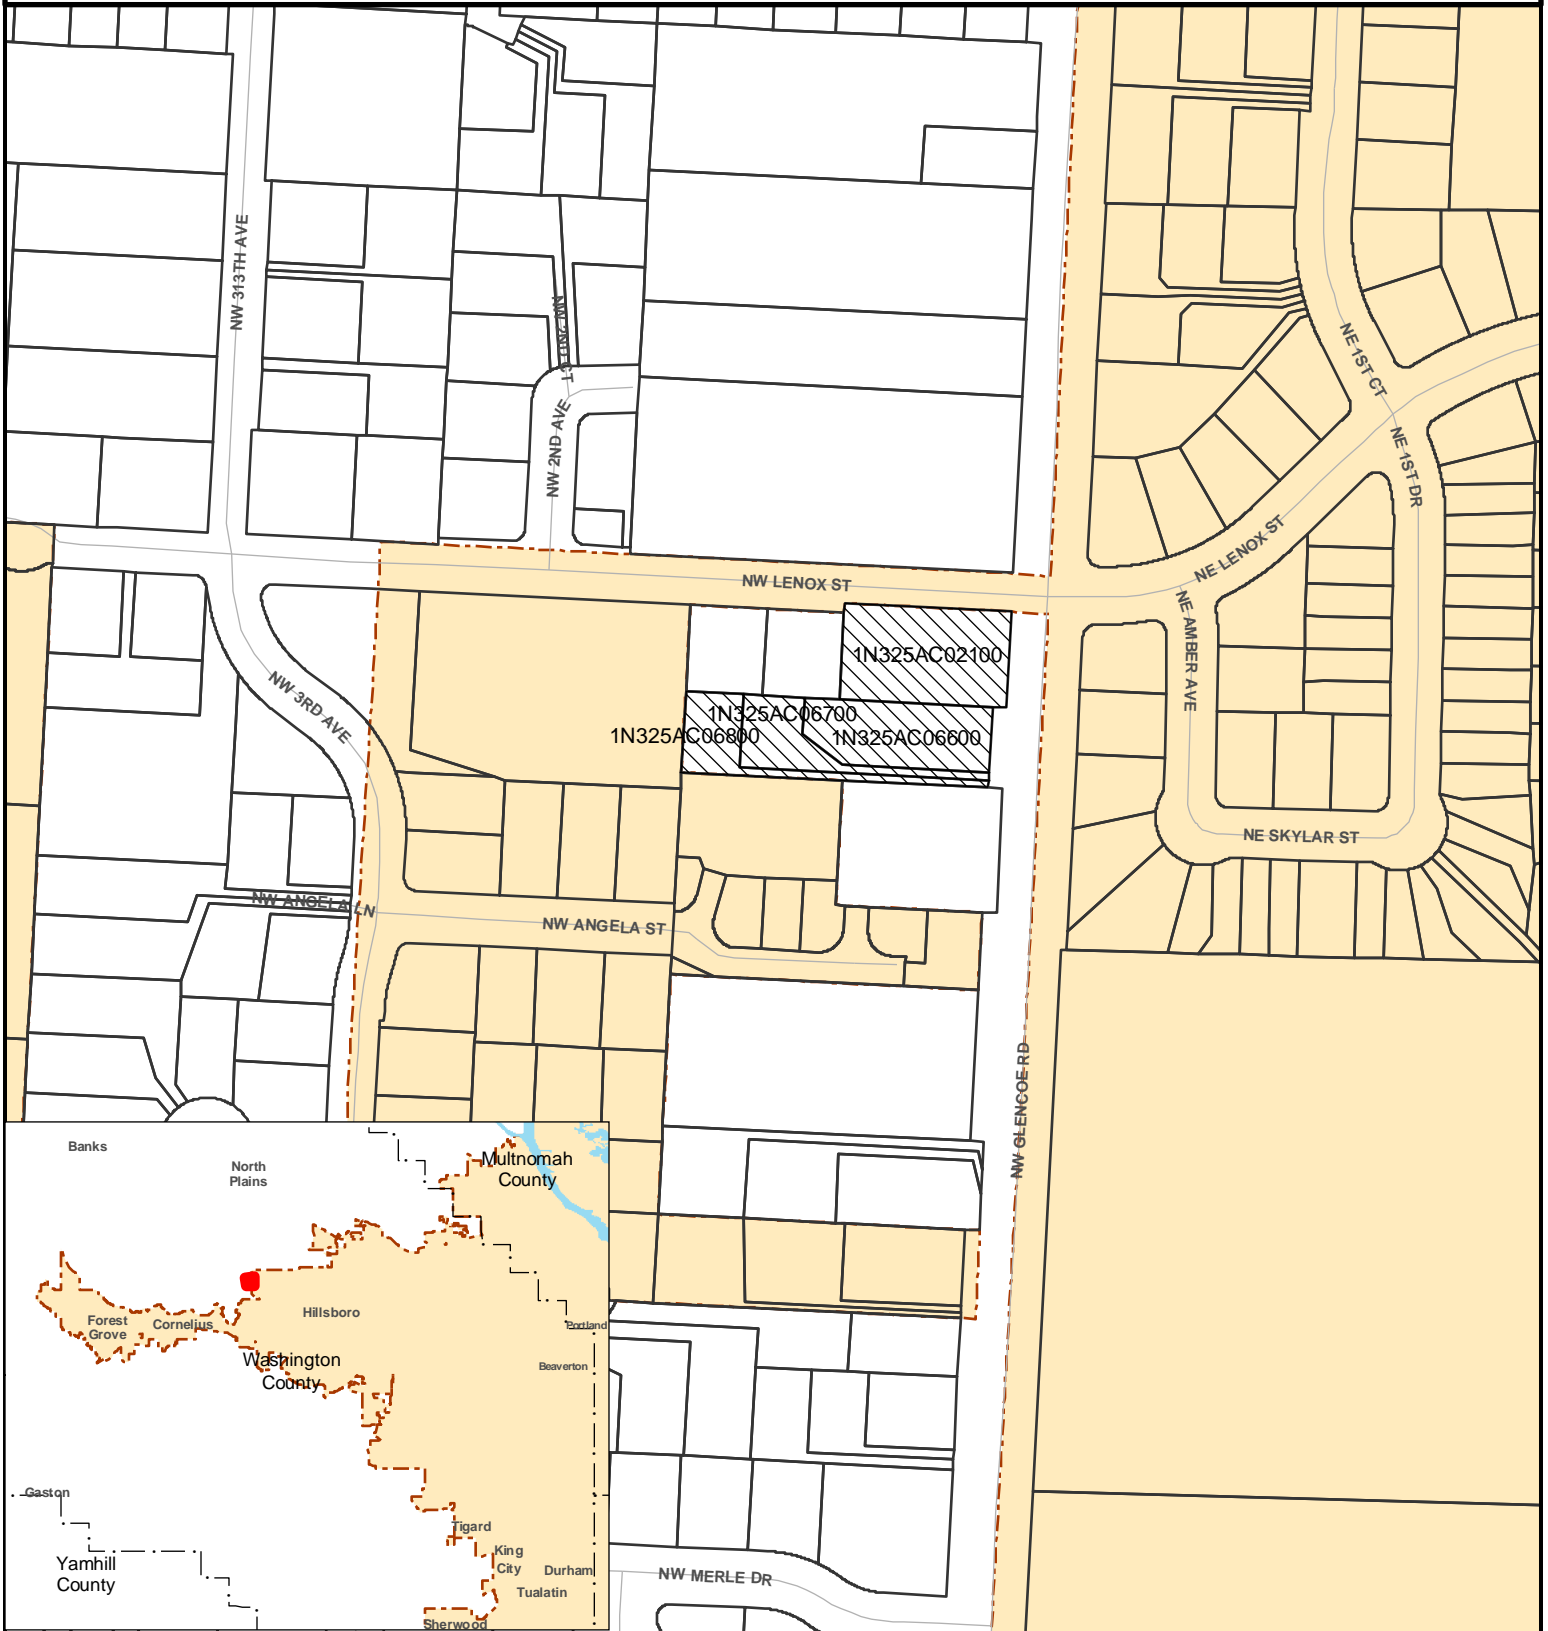 NW 313TH AVE
NW 2ND CT
NW 2ND AVE
NE 1ST CT
NE 1ST DR
NW LENOX ST
NE LENOX ST
NE AMBER AVE
1N325AC02100
1N325AC06700
1N325AC06800
1N325AC06600
NW 3RD AVE
NE SKYLAR ST
NW ANGELA LN
NW ANGELA ST
NW GLENCOE RD
NW MERLE DR
Banks
North
Plains
Multnomah
County
Hillsboro
Forest
Grove
Cornelius
Portland
Washington
County
Beaverton
Gaston
Tigard
King
City
Durham
Yamhill
County
Tualatin
Sherwood